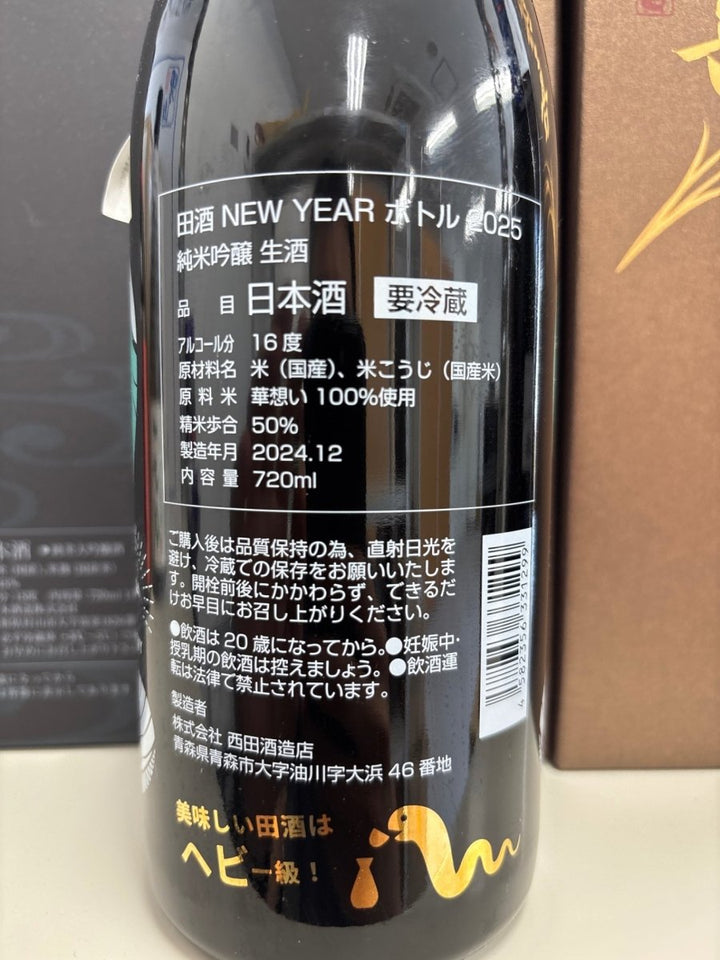 田酒 NEW YEAR ボトル 2025
純米吟醸 生酒
品 目 日本酒 要冷蔵
アルコール分 16度
原材料名 米（国産）、米こうじ（国産米）
原料米 華想い 100%使用
精米歩合 50%
製造年月 2024.12
内容量 720ml
ご購入後は品質保持の為、直射日光を
避け、冷蔵での保存をお願いいたしま
す。開栓前後にかかわらず、できるだ
けお早目にお召し上がりください。
●飲酒は20歳になってから。●妊娠中・
授乳期の飲酒は控えましょう。●飲酒運
転は法律で禁止されています。
製造者
株式会社 西田酒造店
青森県青森市大字油川字大浜46番地
4582356331299
美味しい田酒は
ヘビー級！